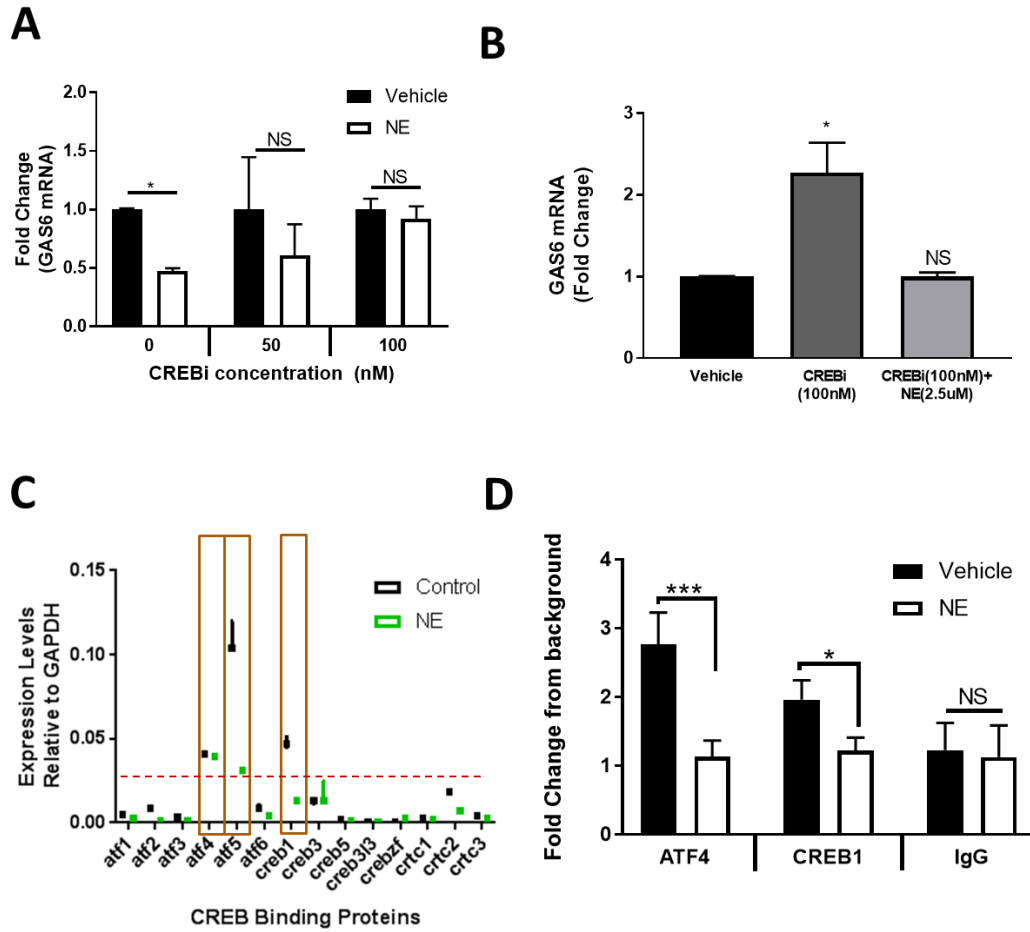 A
2.0
1.5
1.0
0.5
0.0
Fold Change
(GAS6 mRNA)
Vehicle
NE
*
NS
NS
0
50
100
CREBi concentration (nM)
B
3
2
1
0
GAS6 mRNA
(Fold Change)
*
NS
Vehicle
CREBi
(100nM)
CREBi(100nM)+
NE(2.5uM)
C
0.15
0.10
0.05
0.00
Expression Levels
Relative to GAPDH
Control
NE
atf1
atf2
atf3
atf4
atf5
atf6
creb1
creb3
creb5
creb3l3
crebzf
crtc1
crtc2
crtc3
CREB Binding Proteins
D
4
3
2
1
0
Fold Change from background
Vehicle
NE
***
*
NS
ATF4
CREB1
IgG